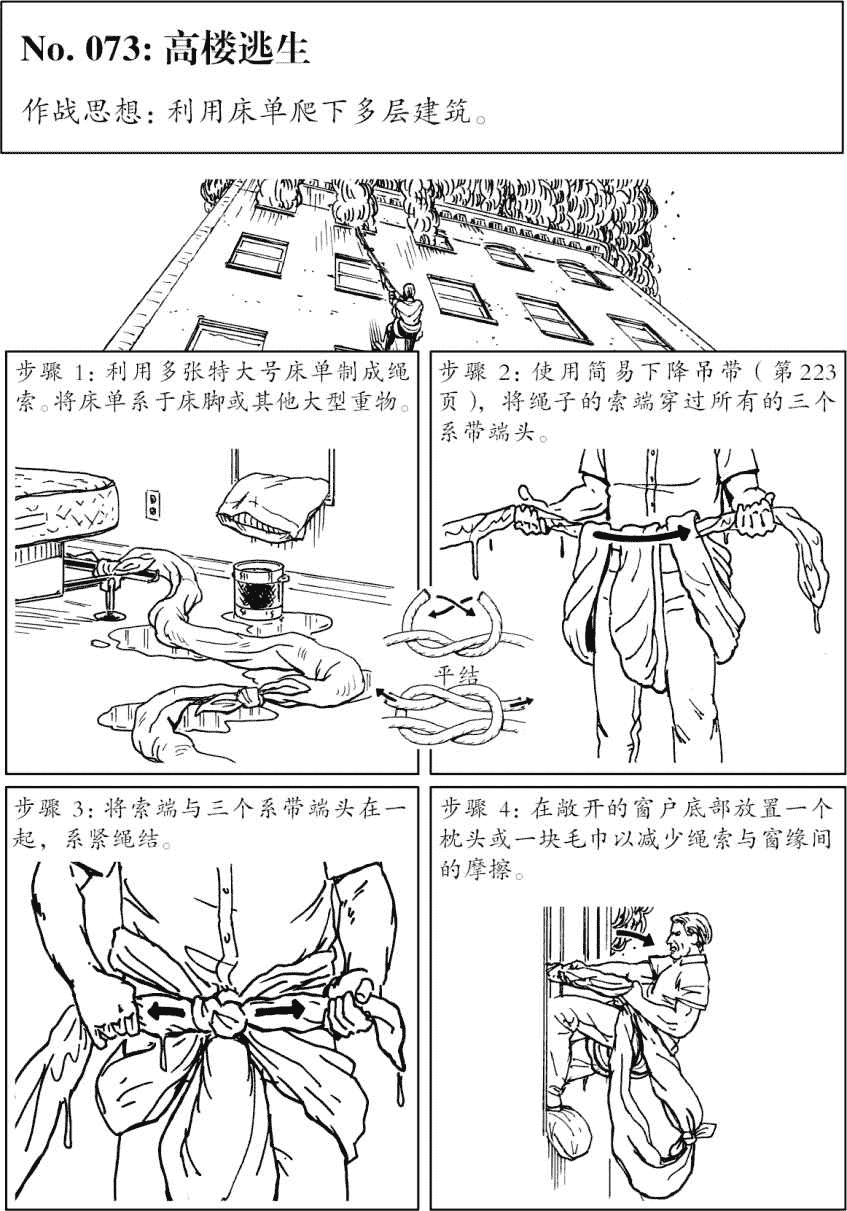 No. 073: 高楼逃生
作战思想：利用床单爬下多层建筑。
步骤 1：利用多张特大号床单制成绳
索。将床单系于床脚或其他大型重物。
步骤 2：使用简易下降吊带（第223
页），将绳子的索端穿过所有的三个
系带端头。
平结
步骤 3：将索端与三个系带端头在一
起，系紧绳结。
步骤 4：在敞开的窗户底部放置一个
枕头或一块毛巾以减少绳索与窗缘间
的摩擦。